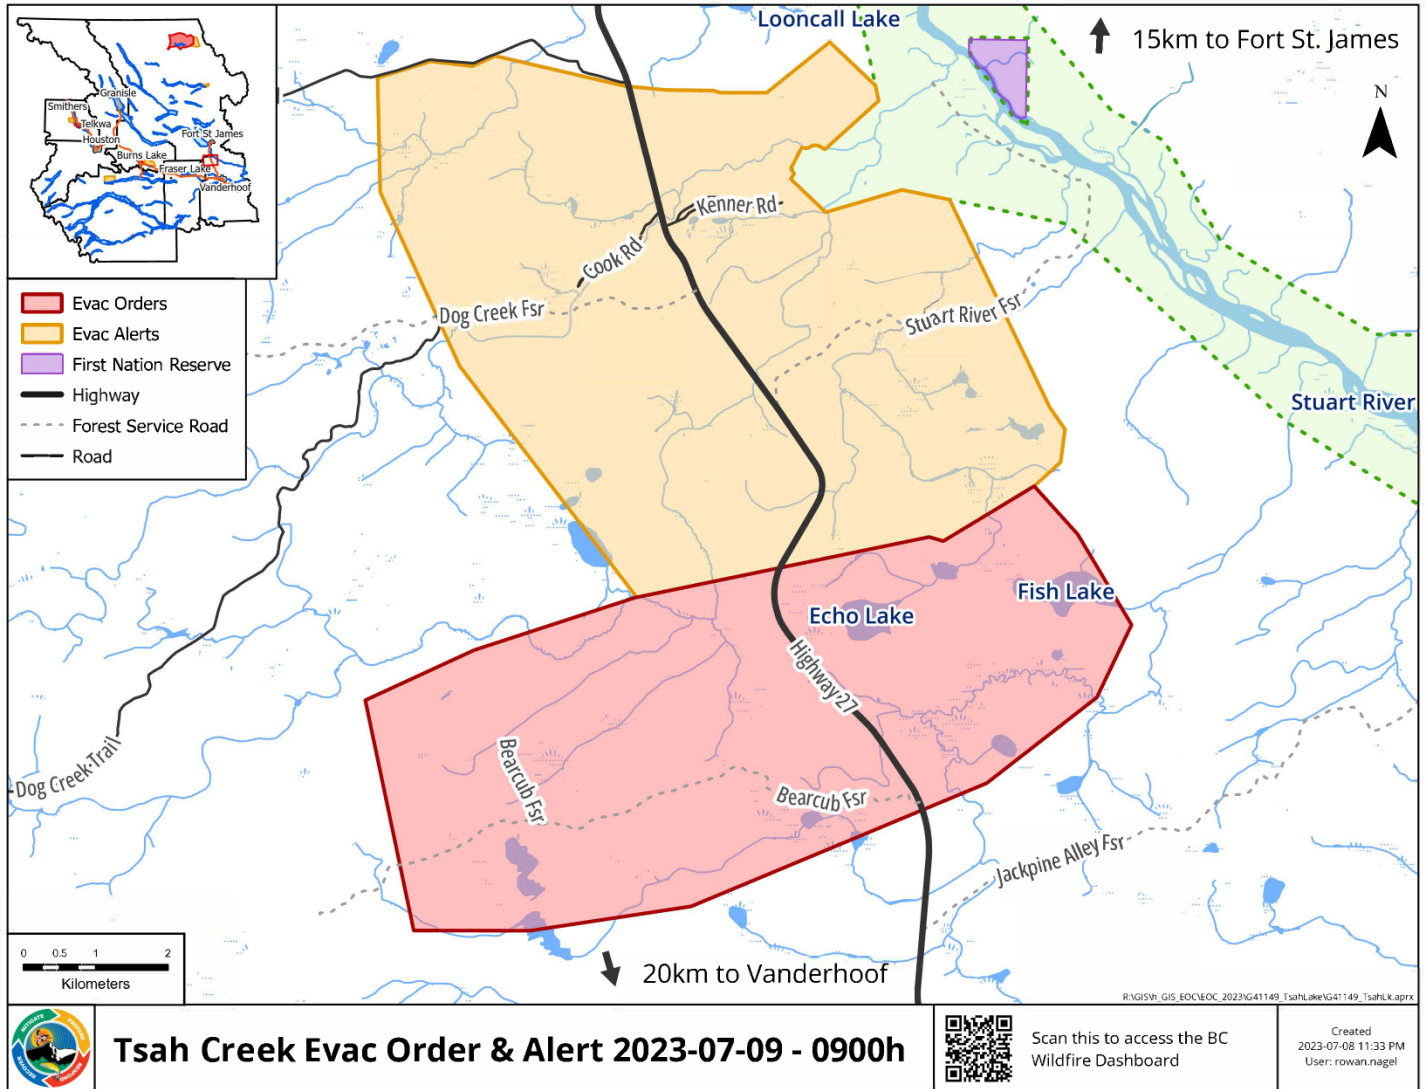 Looncall Lake
15km to Fort St. James
N
Granisle
Smithers
Telkwa
Houston
Fort St James
Burns Lake
Fraser Lake
Vanderhoof
Kenner Rd
Cook Rd
Dog Creek Fsr
Stuart River Fsr
Evac Orders
Evac Alerts
First Nation Reserve
Highway
Forest Service Road
Road
Stuart River
Fish Lake
Echo Lake
Highway 27
Dog Creek Trail
Bearcub Fsr
Bearcub Fsr
Jackpine Alley Fsr
0 0.5 1 2
Kilometers
20km to Vanderhoof
R:\GIS\h_GIS_EOC\EOC_2023\G41149_TsahLake\G41149_TsahLk.aprx
MITIGATE
PREPARE
RESPOND
RECOVER
Tsah Creek Evac Order & Alert 2023-07-09 - 0900h
Scan this to access the BC
Wildfire Dashboard
Created
2023-07-08 11:33 PM
User: rowan.nagel